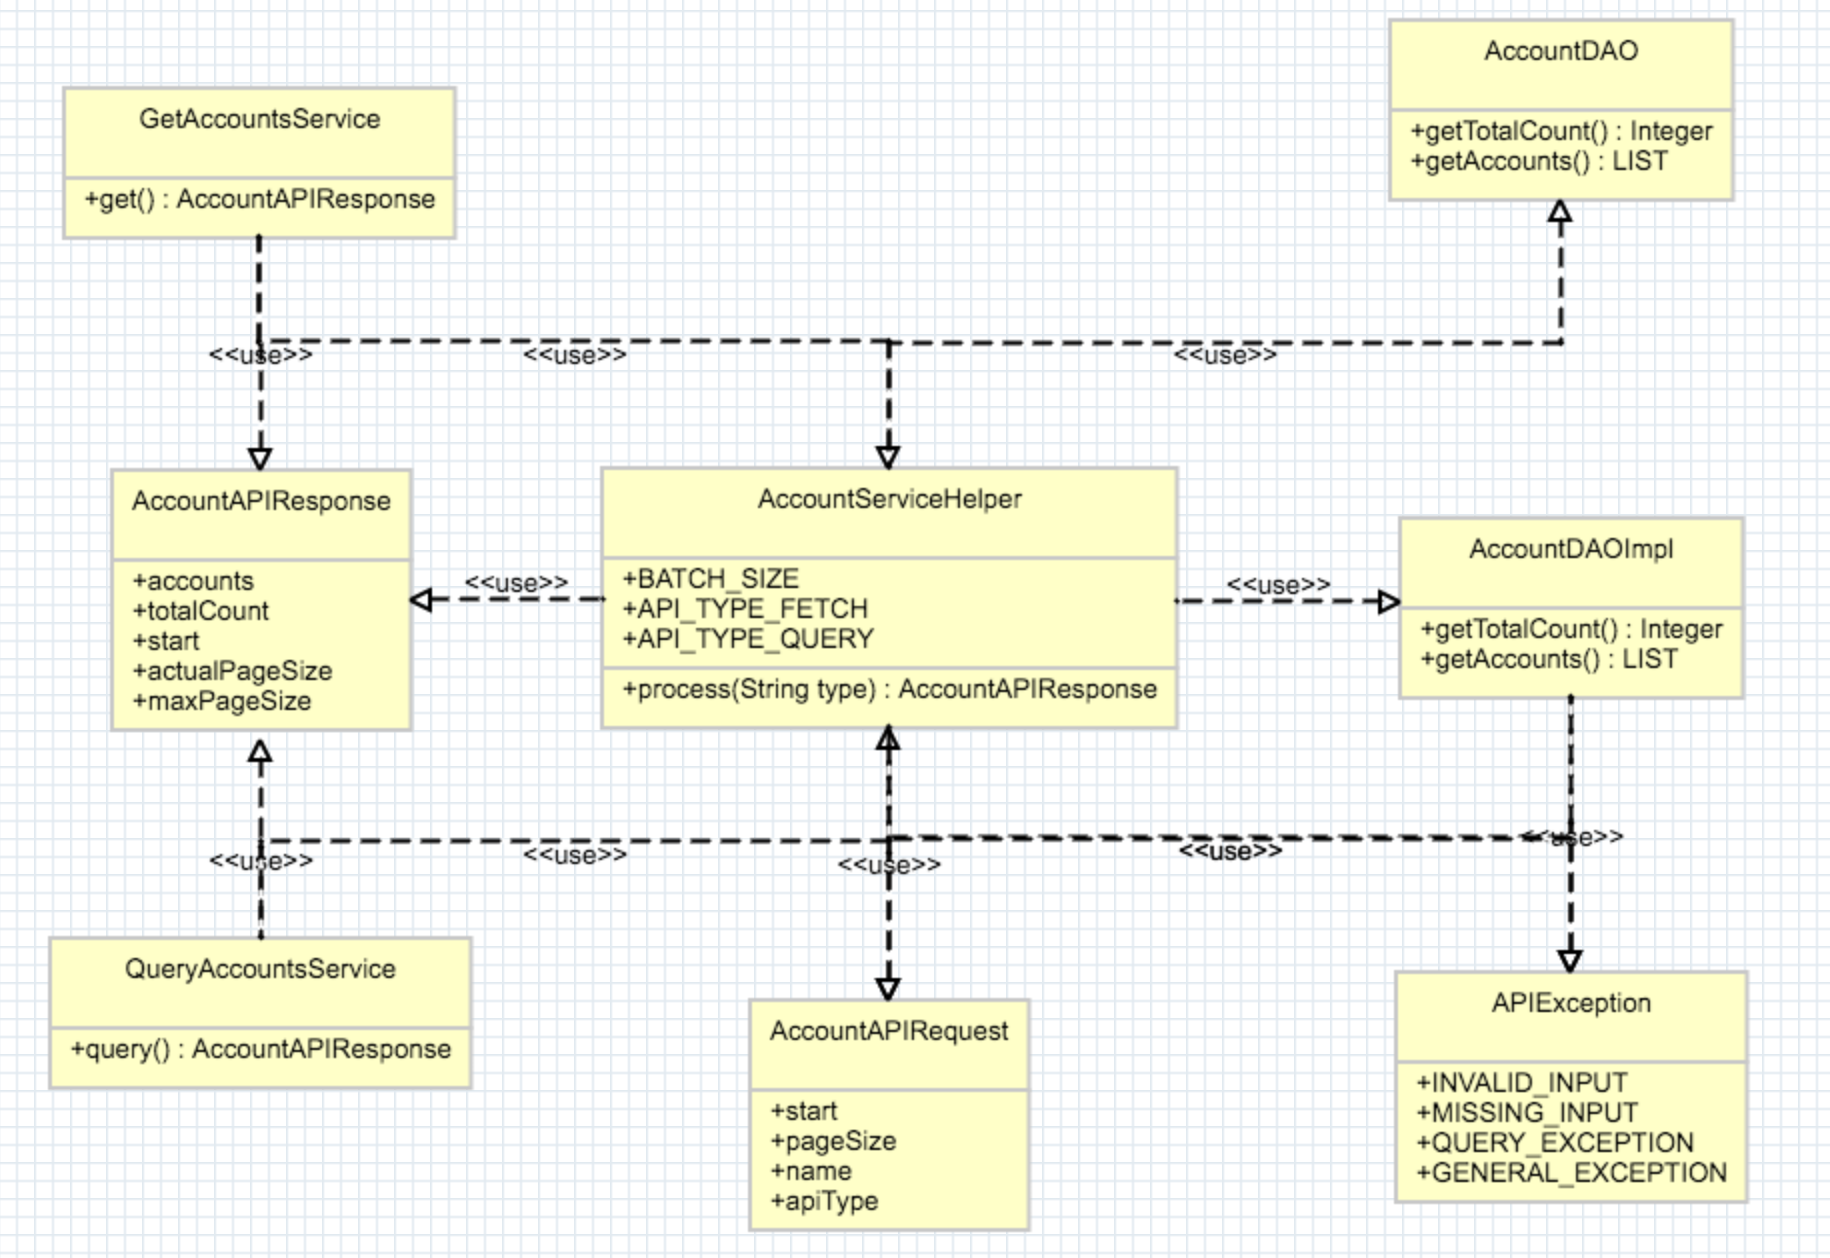 AccountDAO
+getTotalCount() : Integer
+getAccounts() : LIST
GetAccountsService
+get() : AccountAPIResponse
<<use>>
<<use>>
<<use>>
AccountAPIResponse
+accounts
+totalCount
+start
+actualPageSize
+maxPageSize
<<use>>
AccountServiceHelper
+BATCH_SIZE
+API_TYPE_FETCH
+API_TYPE_QUERY
+process(String type) : AccountAPIResponse
<<use>>
AccountDAOImpl
+getTotalCount() : Integer
+getAccounts() : LIST
<<use>>
<<use>>
<<use>>
<<use>>
<<use>>
QueryAccountsService
+query() : AccountAPIResponse
AccountAPIRequest
+start
+pageSize
+name
+apiType
APIException
+INVALID_INPUT
+MISSING_INPUT
+QUERY_EXCEPTION
+GENERAL_EXCEPTION